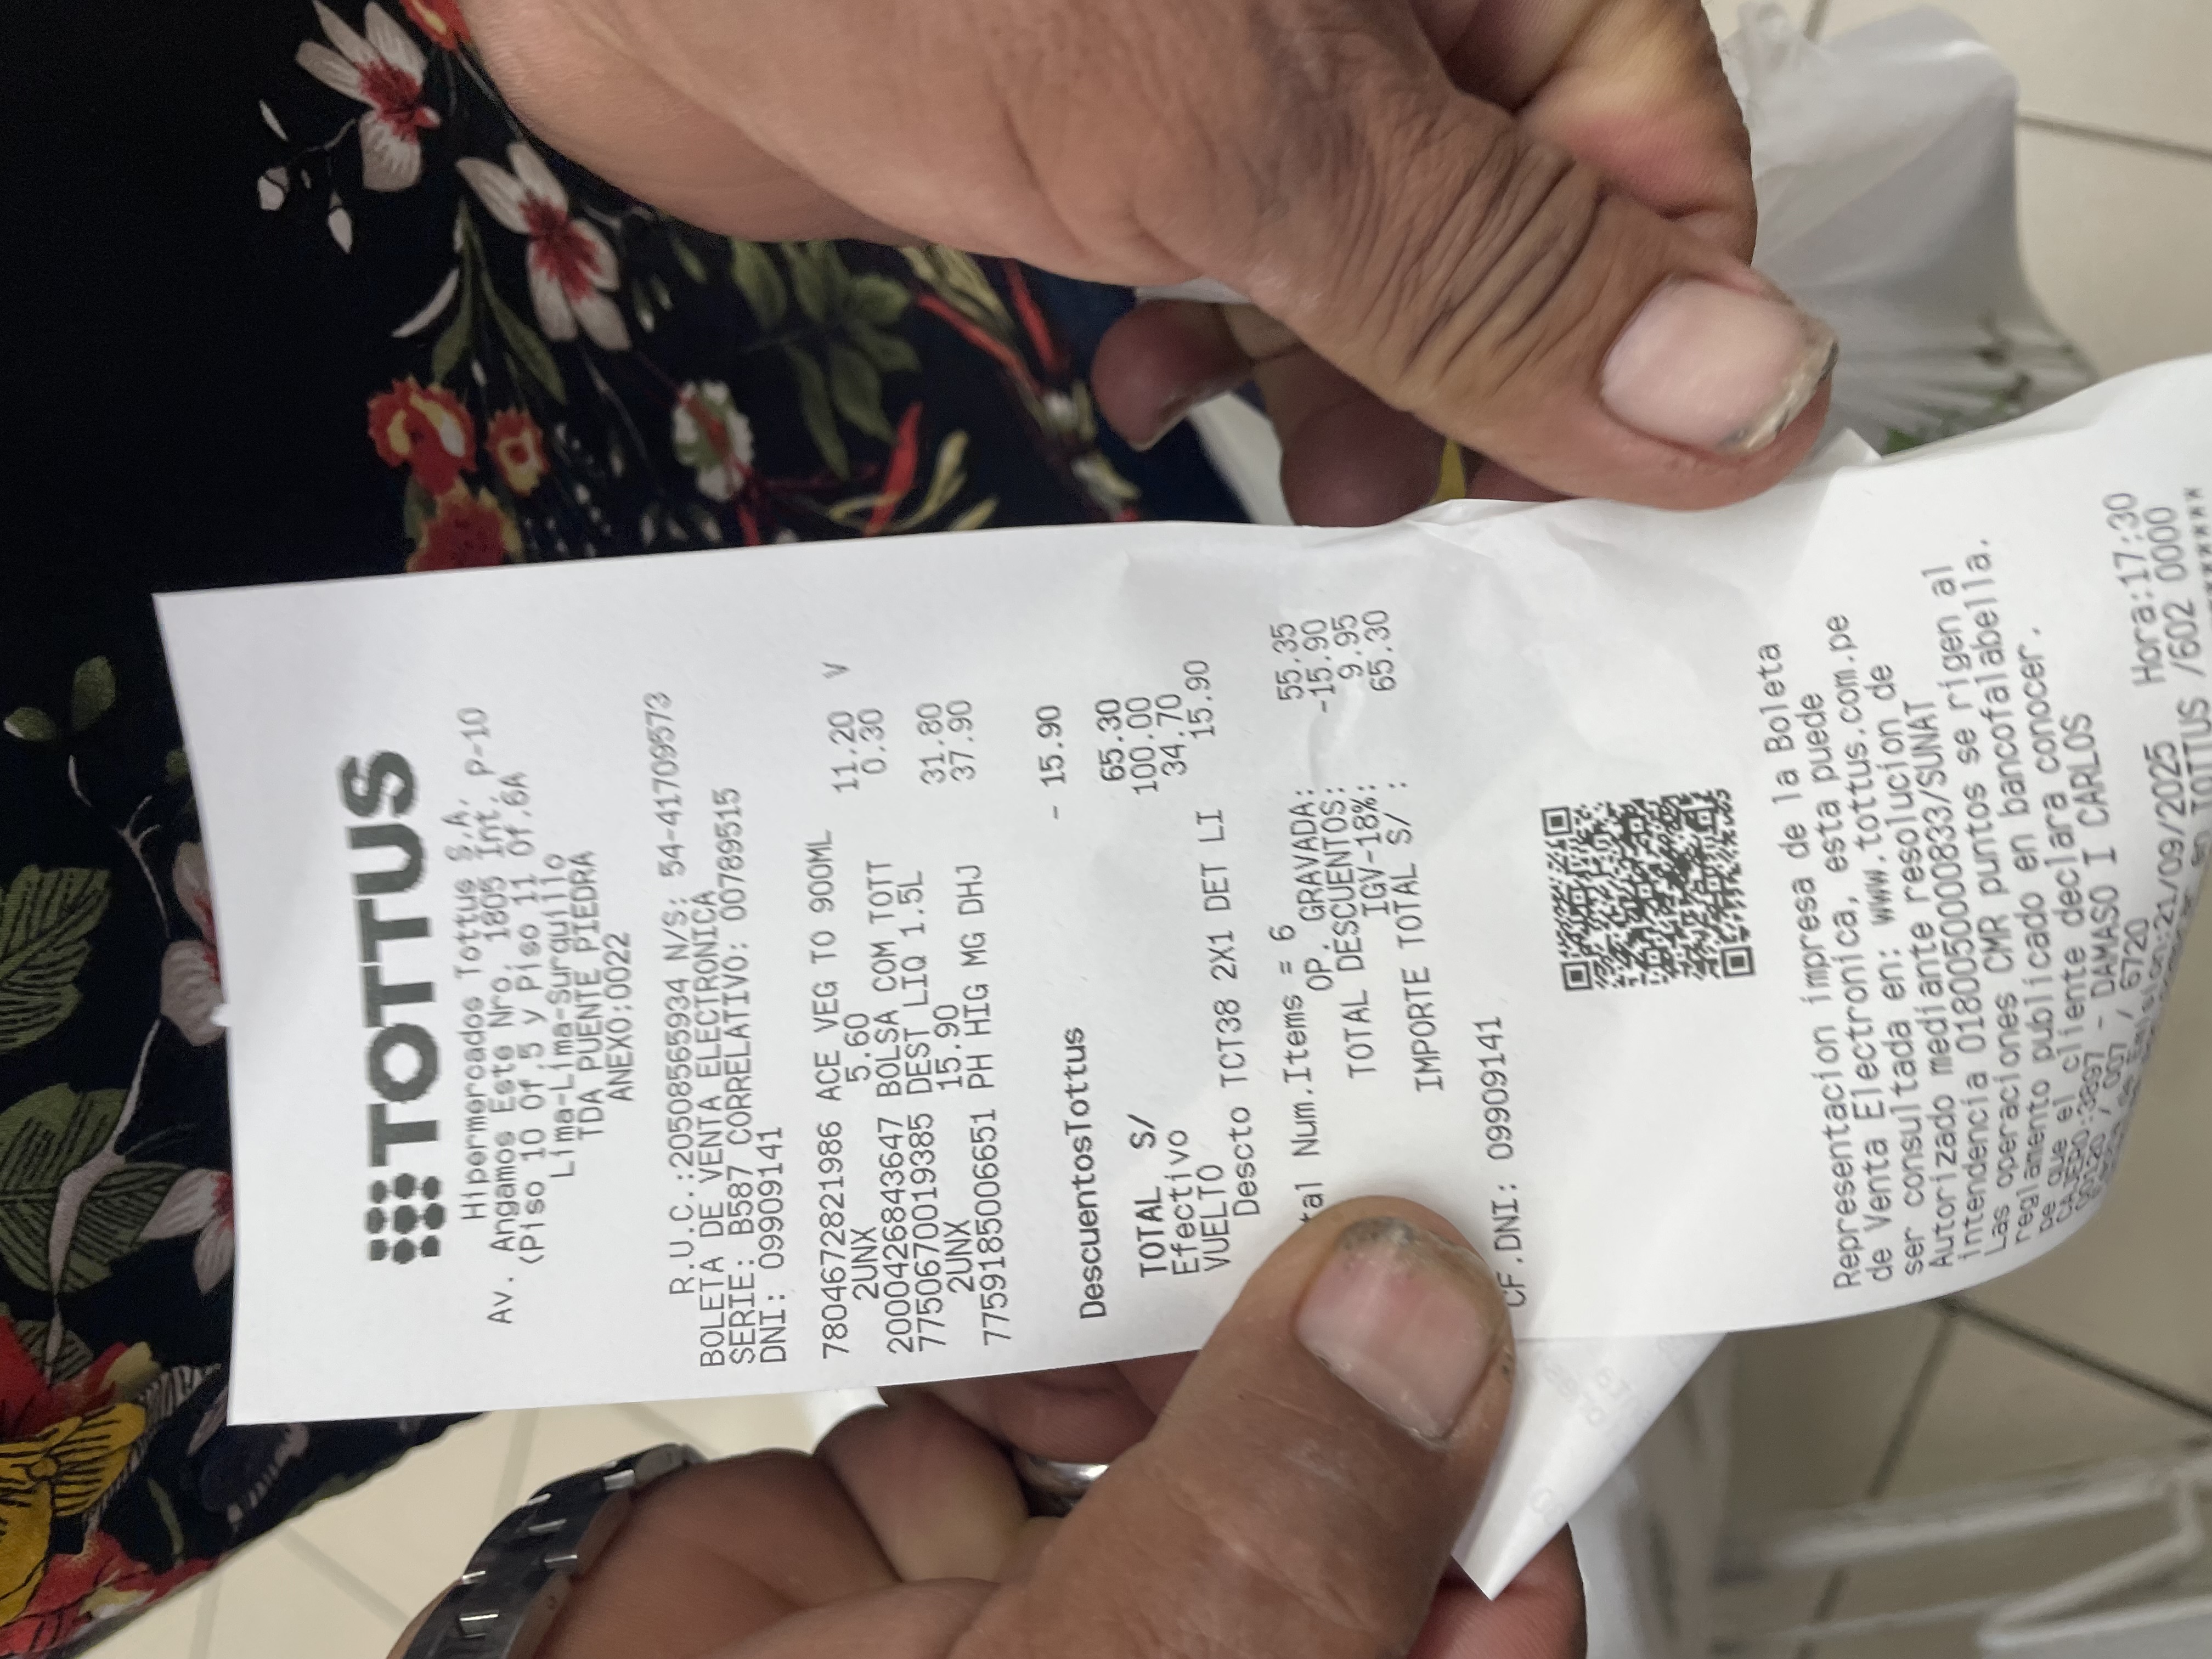 TOTTUS
Hipermercados Tottus S.A.
Av. Angamos Este Nro. 1805 Int. P-10
(Piso 10 Of.5 y Piso 11 Of.6A
Lima-Lima-Surquillo
TDA PUENTE PIEDRA
ANEXO:0022
R.U.C.:20508565934 N/S: 54-41709573
BOLETA DE VENTA ELECTRONICA
SERIE: B587 CORRELATIVO: 00789515
DNI: 09909141
7804672821986 ACE VEG TO 900ML
2UNX 5.60 11.20 V
2000426843647 BOLSA COM TOTT 0.30
7750670019385 DEST LIQ 1.5L
2UNX 15.90 31.80
7759185006651 PH HIG MG DHJ 37.90
DescuentosTottus - 15.90
TOTAL S/ 65.30
Efectivo 100.00
VUELTO 34.70
Descto TCT38 2X1 DET LI 15.90
tal Num.Items = 6
OP. GRAVADA: 55.35
TOTAL DESCUENTOS: -15.90
IGV-18%: 9.95
IMPORTE TOTAL S/ : 65.30
CF.DNI: 09909141
Representacion impresa de la Boleta
de Venta Electronica, esta puede
ser consultada en: www.tottus.com.pe
Autorizado mediante resolucion de
intendencia 0180050000833/SUNAT
Las operaciones CMR puntos se rigen al
reglamento publicado en bancofalabella.
pe que el cliente declara conocer.
CAJERO:3897 - DAMASO I CARLOS
/ 007 / 6720
21/09/2025 Hora:17:30
en TOTTUS /602 0000